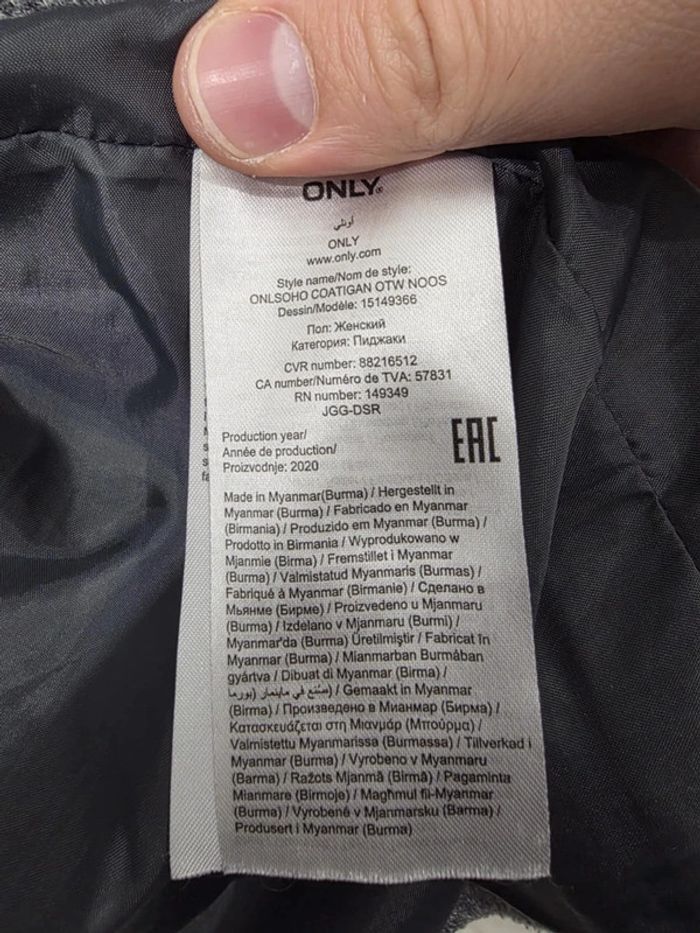 ONLY®
أونلي
ONLY
www.only.com
Style name/Nom de style:
ONLSOHO COATIGAN OTW NOOS
Dessin/Modèle: 15149366
Пол: Женский
Категория: Пиджаки
CVR number: 88216512
CA number/Numéro de TVA: 57831
RN number: 149349
JGG-DSR
Production year/
Année de production/
Proizvodnje: 2020
EAC
Made in Myanmar(Burma) / Hergestellt in
Myanmar (Burma) / Fabricado en Myanmar
(Birmania) / Produzido em Myanmar (Burma) /
Prodotto in Birmania / Wyprodukowano w
Mjanmie (Birma) / Fremstillet i Myanmar
(Burma) / Valmistatud Myanmaris (Burmas) /
Fabriqué à Myanmar (Birmanie) / Сделано в
Мьянме (Бирме) / Proizvedeno u Mjanmaru
(Burma) / Izdelano v Mjanmaru (Burmi) /
Myanmar'da (Burma) Üretilmiştir / Fabricat în
Myanmar (Burma) / Mianmarban Burmában
gyártva / Dibuat di Myanmar (Birma) /
صُنع في ماينمار (بورما) / Gemaakt in Myanmar
(Birma) / Произведено в Мианмар (Бирма) /
Κατασκευάζεται στη Μιανμάρ (Μπούρμα) /
Valmistettu Myanmarissa (Burmassa) / Tillverkad i
Myanmar (Burma) / Vyrobeno v Myanmaru
(Barma) / Ražots Mjanmā (Birmā) / Pagaminta
Mianmare (Birmoje) / Magħmul fil-Myanmar
(Burma) / Vyrobené v Mjanmarsku (Barma) /
Produsert i Myanmar (Burma)